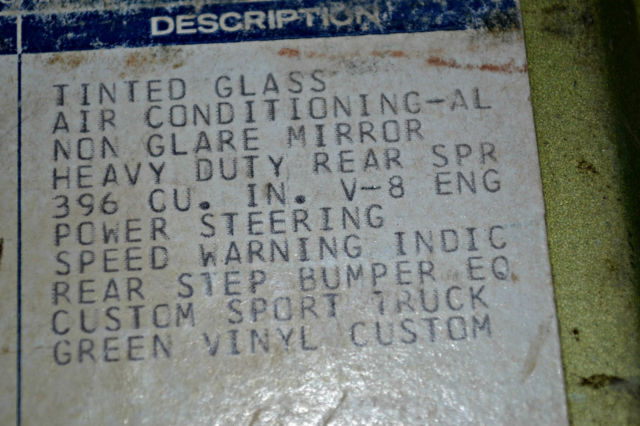 DESCRIPTION
TINTED GLASS
AIR CONDITIONING-AL
NON GLARE MIRROR
HEAVY DUTY REAR SPR
396 CU. IN. V-8 ENG
POWER STEERING
SPEED WARNING INDIC
REAR STEP BUMPER EQ
CUSTOM SPORT TRUCK
GREEN VINYL CUSTOM